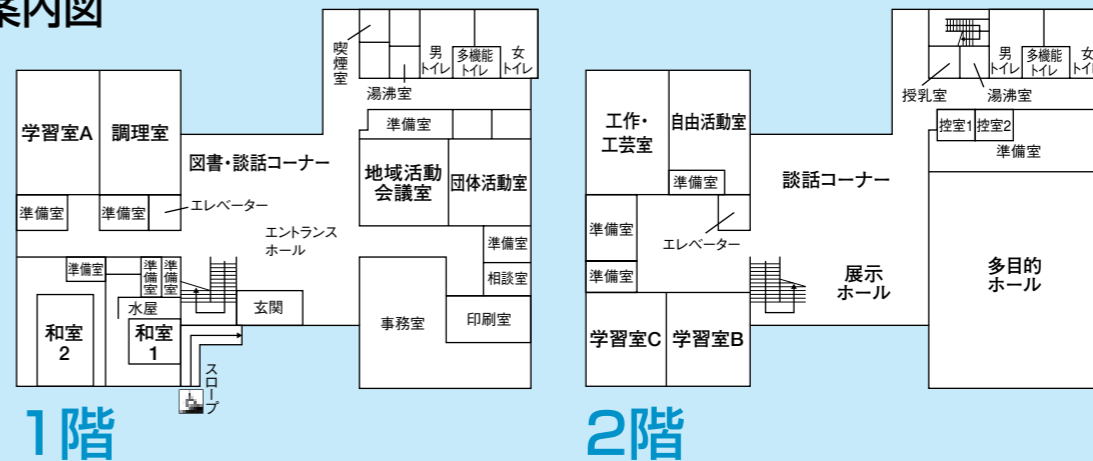 案内図
喫煙室
男
トイレ
多機能
トイレ
女
トイレ
湯沸室
学習室A
調理室
準備室
図書・談話コーナー
地域活動
会議室
団体活動室
準備室
準備室
エレベーター
エントランス
ホール
準備室
準備室
準備室
準備室
相談室
水屋
玄関
和室
2
和室
1
事務室
印刷室
スロープ
1階
男
トイレ
多機能
トイレ
女
トイレ
授乳室
湯沸室
工作・
工芸室
自由活動室
控室1
控室2
準備室
準備室
談話コーナー
準備室
エレベーター
準備室
展示
ホール
多目的
ホール
学習室C
学習室B
2階